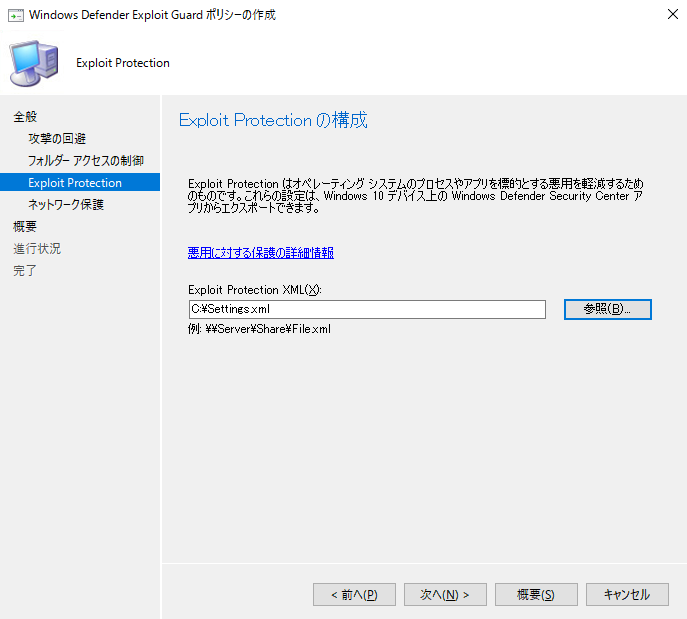 Windows Defender Exploit Guard ポリシーの作成
Exploit Protection
全般
攻撃の回避
フォルダー アクセスの制御
Exploit Protection
ネットワーク保護
概要
進行状況
完了
Exploit Protection の構成
Exploit Protection はオペレーティング システムのプロセスやアプリを標的とする悪用を軽減するため
のものです。これらの設定は、Windows 10 デバイス上の Windows Defender Security Center ア
プリからエクスポートできます。
悪用に対する保護の詳細情報
Exploit Protection XML(X):
C:¥Settings.xml
参照(B)...
例: ¥¥Server¥Share¥File.xml
< 前へ(P)
次へ(N) >
概要(S)
キャンセル